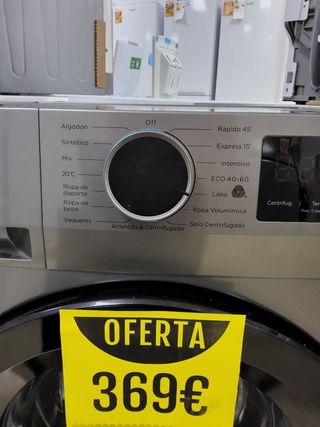 Off
Algodón
Sintético
Mix
20°C
Ropa de
deporte
Ropa de
bebé
Vaqueros
Aclarado & Centrifugado
Rápido 45'
Express 15'
Intensivo
ECO 40-60
Lana
Ropa Voluminosa
Solo Centrifugado
Centrifug.
OFERTA
369€